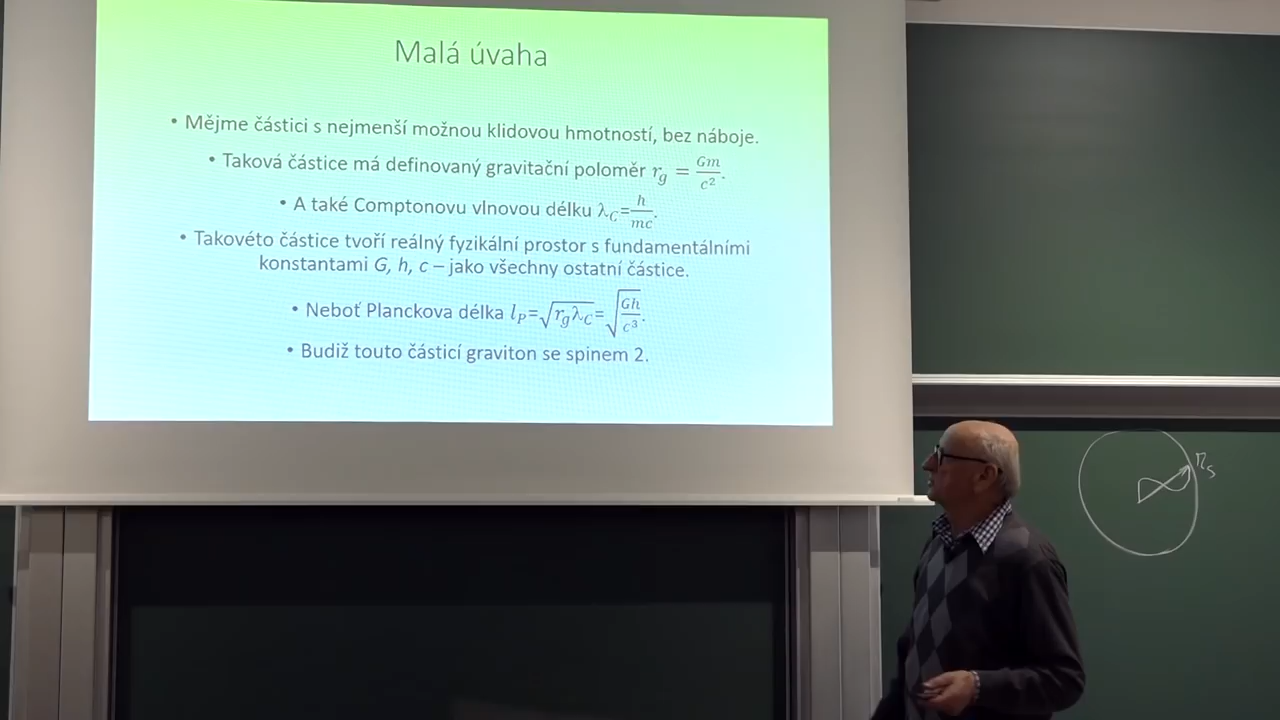 Malá úvaha
• Mějme částici s nejmenší možnou klidovou hmotností, bez náboje.
• Taková částice má definovaný gravitační poloměr r_g = Gm/c².
• A také Comptonovu vlnovou délku λ_C=h/mc.
• Takovéto částice tvoří reálný fyzikální prostor s fundamentálními
konstantami G, h, c – jako všechny ostatní částice.
• Neboť Planckova délka l_P=√(r_gλ_C)=√(Gh/c³).
• Budiž touto částicí graviton se spinem 2.
r_s